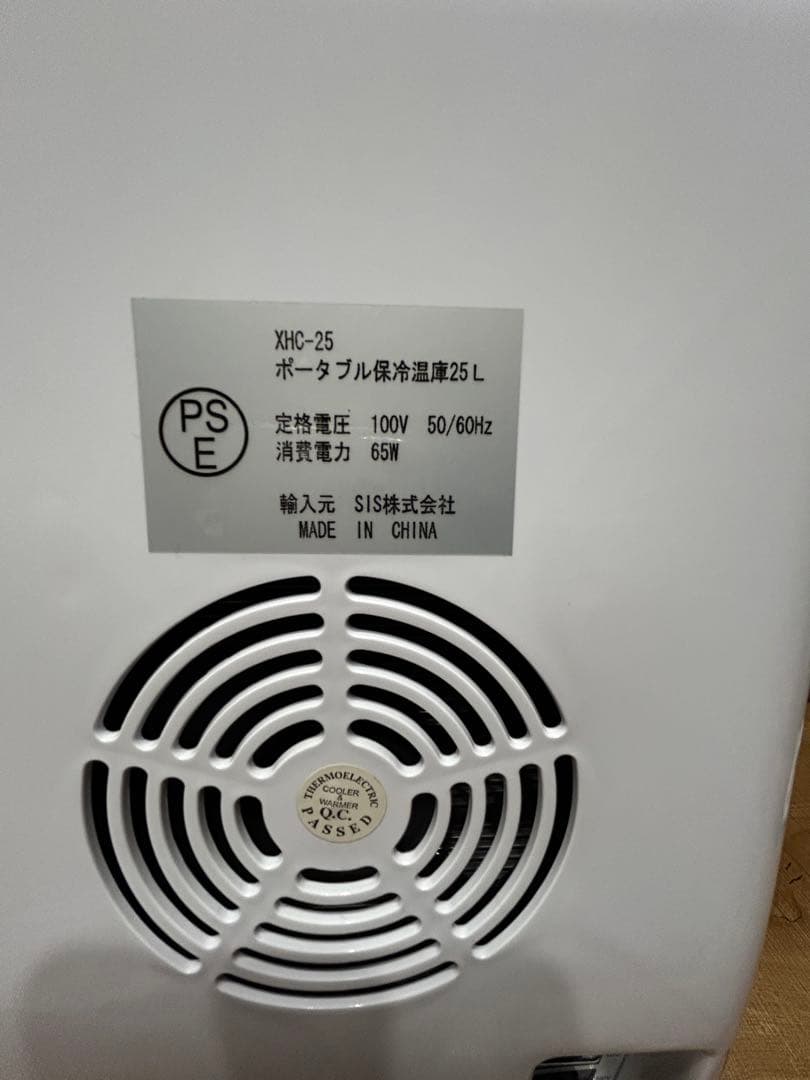 XHC-25
ポータブル保冷温庫25L
PS
E
定格電圧 100V 50/60Hz
消費電力 65W
輸入元 SIS株式会社
MADE IN CHINA
THERMOELECTRIC
COOLER
&
WARMER
Q.C.
PASSED